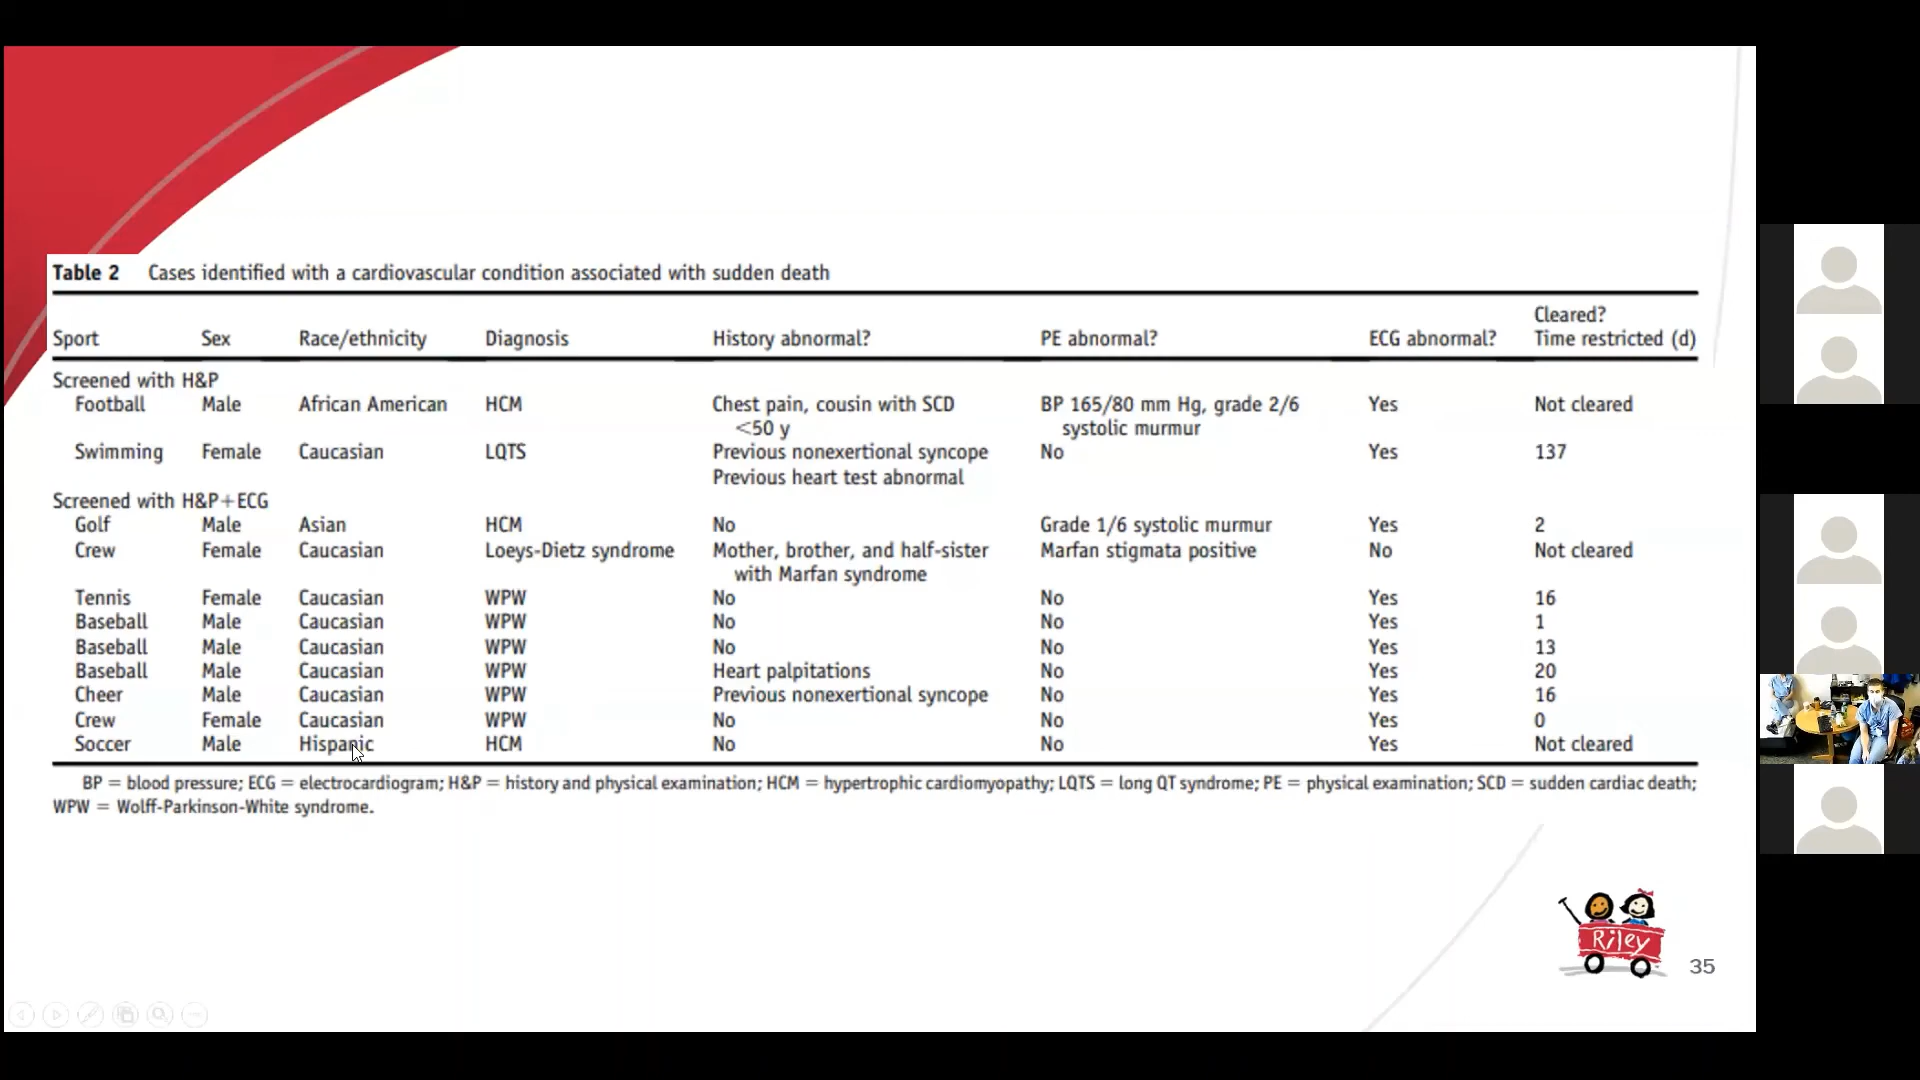 Table 2 Cases identified with a cardiovascular condition associated with sudden death
Cleared?
Sport Sex Race/ethnicity Diagnosis History abnormal? PE abnormal? ECG abnormal? Time restricted (d)
Screened with H&P
Football Male African American HCM Chest pain, cousin with SCD BP 165/80 mm Hg, grade 2/6 Yes Not cleared
<50 y systolic murmur
Swimming Female Caucasian LQTS Previous nonexertional syncope No Yes 137
Previous heart test abnormal
Screened with H&P+ECG
Golf Male Asian HCM No Grade 1/6 systolic murmur Yes 2
Crew Female Caucasian Loeys-Dietz syndrome Mother, brother, and half-sister Marfan stigmata positive No Not cleared
with Marfan syndrome
Tennis Female Caucasian WPW No No Yes 16
Baseball Male Caucasian WPW No No Yes 1
Baseball Male Caucasian WPW No No Yes 13
Baseball Male Caucasian WPW Heart palpitations No Yes 20
Cheer Male Caucasian WPW Previous nonexertional syncope No Yes 16
Crew Female Caucasian WPW No No Yes 0
Soccer Male Hispanic HCM No No Yes Not cleared
BP = blood pressure; ECG = electrocardiogram; H&P = history and physical examination; HCM = hypertrophic cardiomyopathy; LQTS = long QT syndrome; PE = physical examination; SCD = sudden cardiac death;
WPW = Wolff-Parkinson-White syndrome.
Riley
35